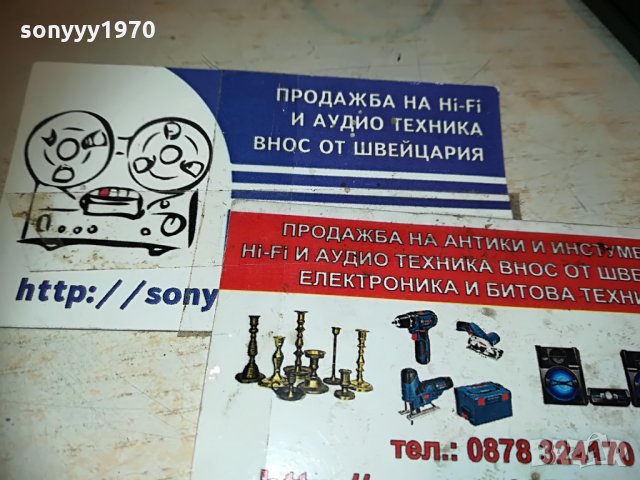 sonyyy1970
ПРОДАЖБА НА Hi-Fi
И АУДИО ТЕХНИКА
ВНОС ОТ ШВЕЙЦАРИЯ
http://sony
ПРОДАЖБА НА АНТИКИ И ИНСТУМЕ
Hi-Fi И АУДИО ТЕХНИКА ВНОС ОТ ШВЕ
ЕЛЕКТРОНИКА И БИТОВА ТЕХНИ
тел.: 0878 324170